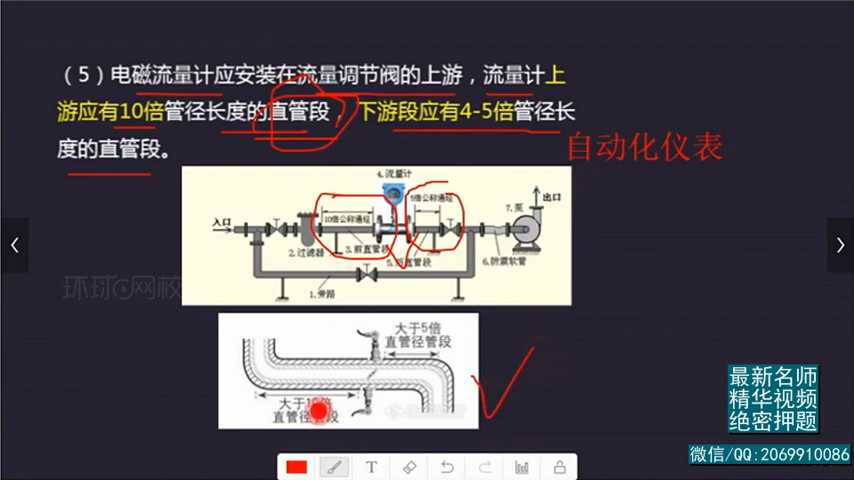 （5）电磁流量计应安装在流量调节阀的上游，流量计上
游应有10倍管径长度的直管段， 下游段应有4-5倍管径长
度的直管段。
自动化仪表
4.流量计
5倍公称通径
7.泵
出口
10倍公称通径
入口
2.过滤器
3.前直管段
5.后直管段
6.防震软管
1.旁路
环球网校
大于5倍
直管径管段
大于10倍
直管径管段
最新名师
精华视频
绝密押题
微信/QQ:2069910086
T